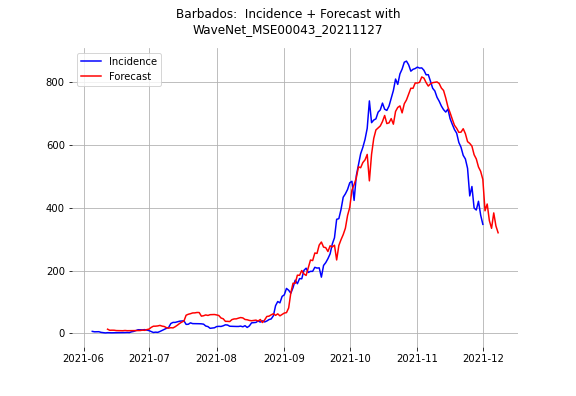 Barbados:  Incidence + Forecast with
WaveNet_MSE00043_20211127
Incidence
Forecast
800
600
400
200
0
2021-06 2021-07 2021-08 2021-09 2021-10 2021-11 2021-12